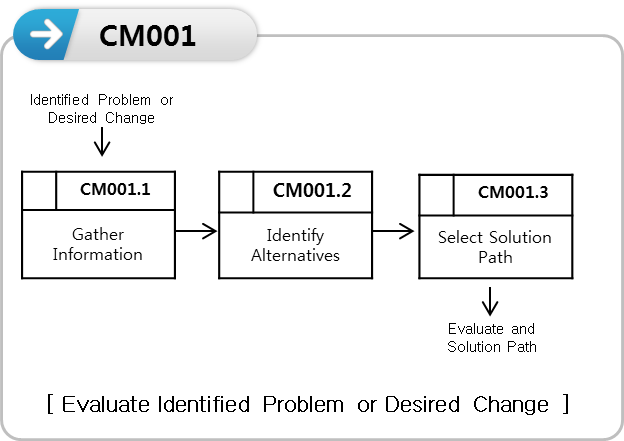 CM001
Identified Problem or
Desired Change
CM001.1
Gather
Information
CM001.2
Identify
Alternatives
CM001.3
Select Solution
Path
Evaluate and
Solution Path
[ Evaluate Identified Problem or Desired Change ]